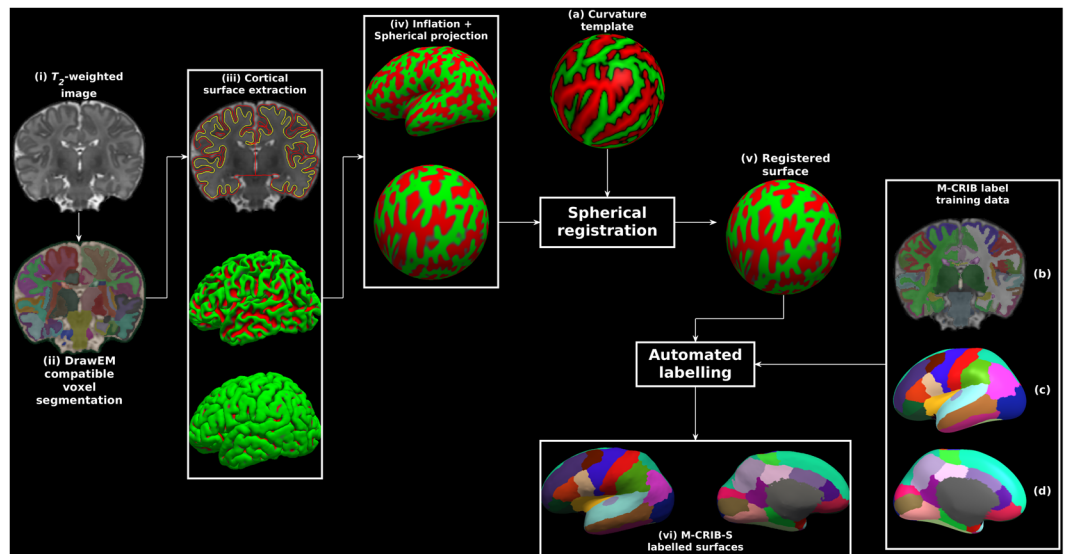 (i) T2-weighted
image
(ii) DrawEM
compatible
voxel
segmentation
(iii) Cortical
surface extraction
(iv) Inflation +
Spherical projection
(a) Curvature
template
Spherical
registration
(v) Registered
surface
M-CRIB label
training data
(b)
(c)
(d)
Automated
labelling
(vi) M-CRIB-S
labelled surfaces